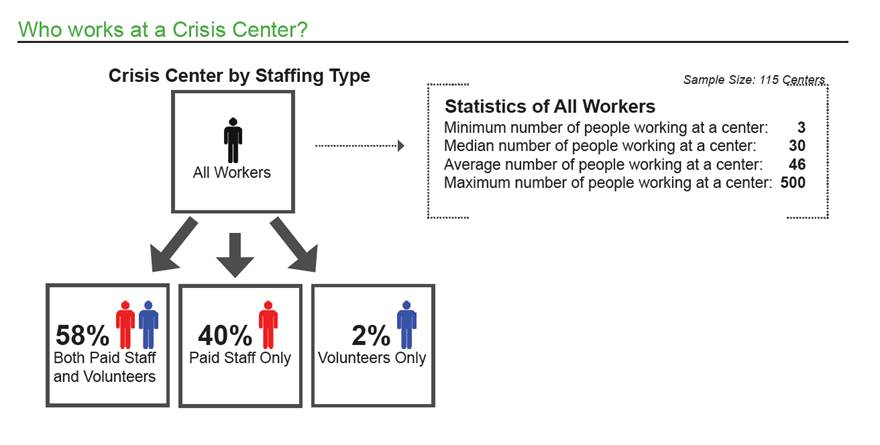 Who works at a Crisis Center?
Crisis Center by Staffing Type
Sample Size: 115 Centers
All Workers
Statistics of All Workers
Minimum number of people working at a center: 3
Median number of people working at a center: 30
Average number of people working at a center: 46
Maximum number of people working at a center: 500
58%
Both Paid Staff
and Volunteers
40%
Paid Staff Only
2%
Volunteers Only